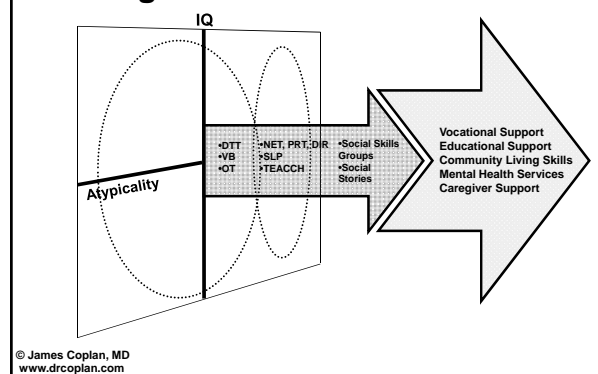 IQ
Atypicality
•DTT
•VB
•OT
•NET, PRT, DIR
•SLP
•TEACCH
•Social Skills
Groups
•Social
Stories
Vocational Support
Educational Support
Community Living Skills
Mental Health Services
Caregiver Support
© James Coplan, MD
www.drcoplan.com